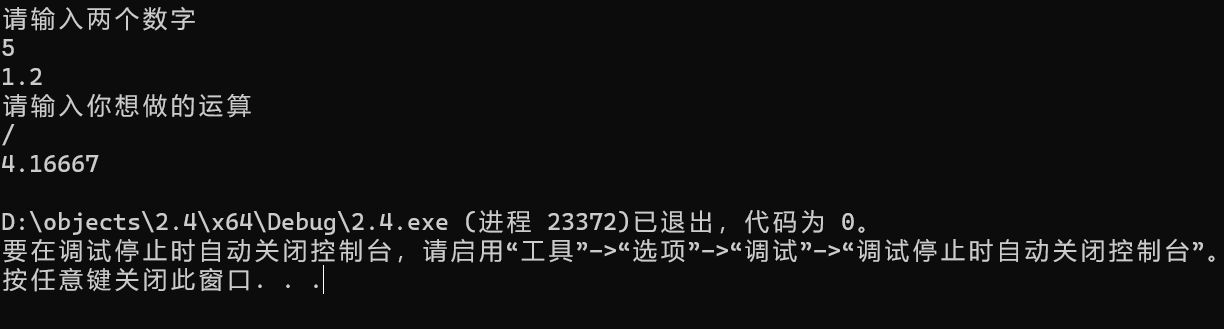 请输入两个数字
5
1.2
请输入你想做的运算
/
4.16667
D:\objects\2.4\x64\Debug\2.4.exe (进程 23372)已退出，代码为 0。
要在调试停止时自动关闭控制台，请启用“工具”->“选项”->“调试”->“调试停止时自动关闭控制台”。
按任意键关闭此窗口. . .